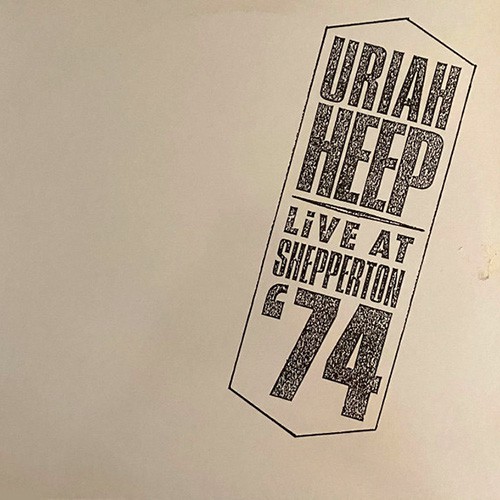 URIAH
HEEP
LiVE AT
SHEPPERTON
'74